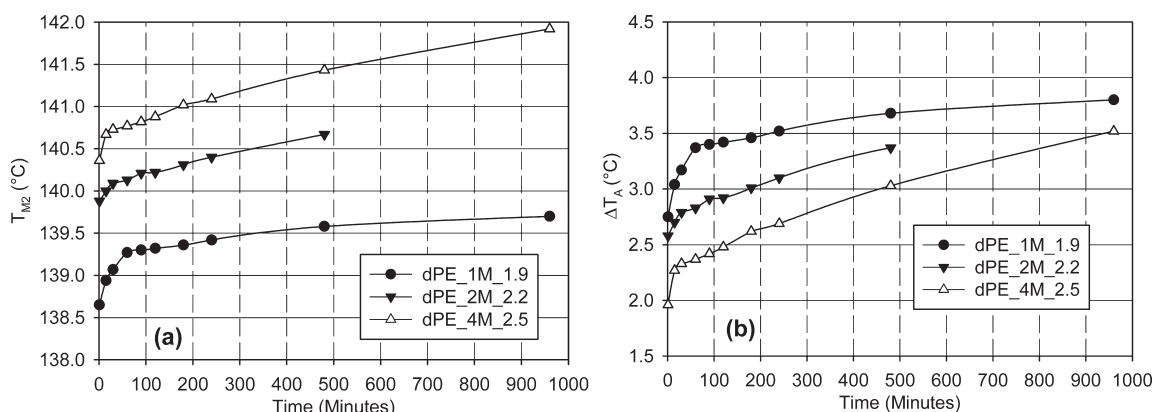 142.0
141.5
141.0
140.5
140.0
139.5
139.0
138.5
138.0
T_M2 (°C)
dPE_1M_1.9
dPE_2M_2.2
dPE_4M_2.5
(a)
0 100 200 300 400 500 600 700 800 900 1000
Time (Minutes)
4.5
4.0
3.5
3.0
2.5
2.0
1.5
ΔT_A (°C)
dPE_1M_1.9
dPE_2M_2.2
dPE_4M_2.5
(b)
0 100 200 300 400 500 600 700 800 900 1000
Time (Minutes)